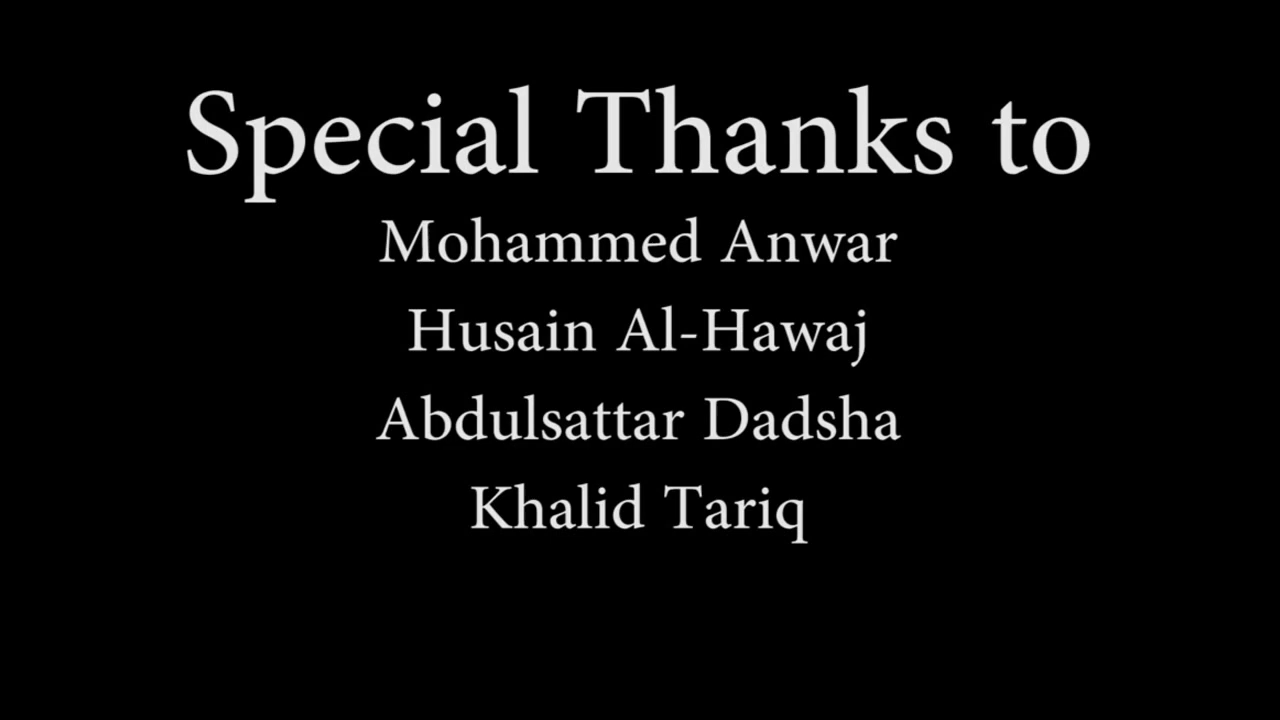 Special Thanks to
Mohammed Anwar
Husain Al-Hawaj
Abdulsattar Dadsha
Khalid Tariq